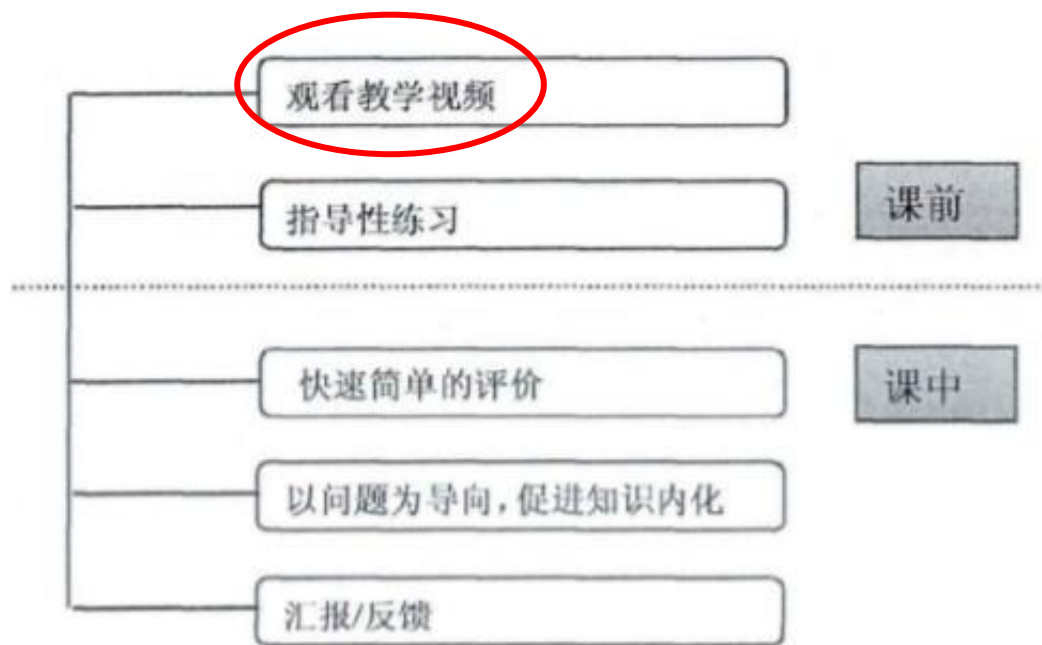 观看教学视频
指导性练习
课前
快速简单的评价
课中
以问题为导向，促进知识内化
汇报/反馈